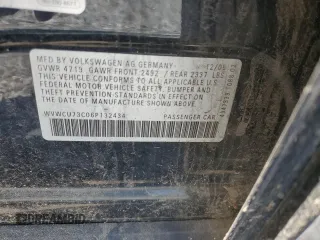 MFD. BY VOLKSWAGEN AG GERMANY
12/05
GVWR 4719 GAWR FRONT 2492 / REAR 2337 LBS
THIS VEHICLE CONFORMS TO ALL APPLICABLE U.S.
FEDERAL MOTOR VEHICLE SAFETY, BUMPER AND
THEFT PREVENTION STANDARDS IN EFFECT ON THE
DATE OF MANUFACTURE SHOWN ABOVE.
PASSENGER CAR